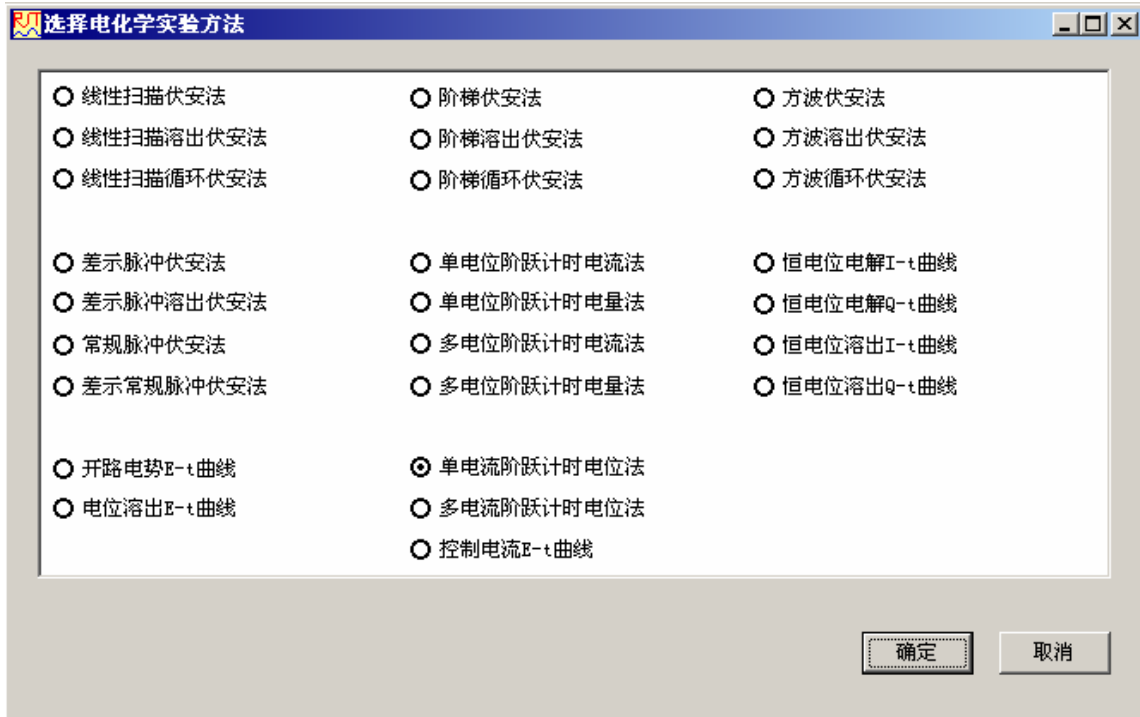 选择电化学实验方法
线性扫描伏安法 阶梯伏安法 方波伏安法
线性扫描溶出伏安法 阶梯溶出伏安法 方波溶出伏安法
线性扫描循环伏安法 阶梯循环伏安法 方波循环伏安法
差示脉冲伏安法 单电位阶跃计时电流法 恒电位电解I-t曲线
差示脉冲溶出伏安法 单电位阶跃计时电量法 恒电位电解Q-t曲线
常规脉冲伏安法 多电位阶跃计时电流法 恒电位溶出I-t曲线
差示常规脉冲伏安法 多电位阶跃计时电量法 恒电位溶出Q-t曲线
开路电势E-t曲线 单电流阶跃计时电位法
电位溶出E-t曲线 多电流阶跃计时电位法
控制电流E-t曲线
确定 取消